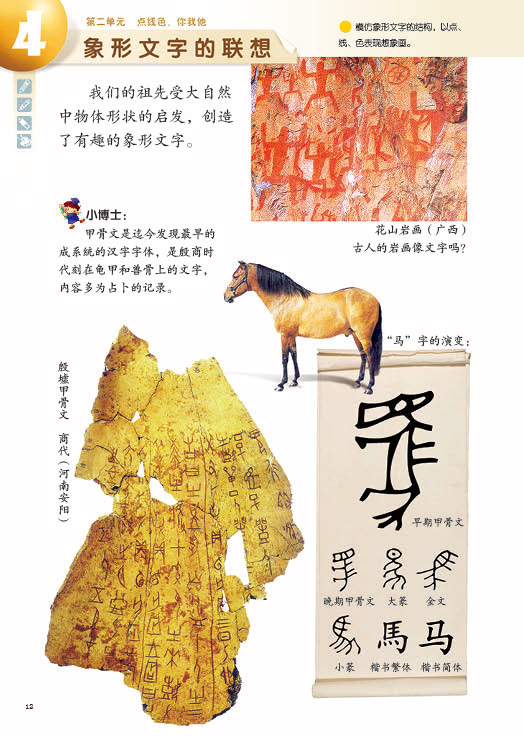 4
第二单元 点线色，你我他
象形文字的联想
模仿象形文字的结构，以点、
线、色表现想象画。
我们的祖先受大自然
中物体形状的启发，创造
了有趣的象形文字。
花山岩画（广西）
古人的岩画像文字吗？
小博士：
甲骨文是迄今发现最早的
成系统的汉字字体，是殷商时
代刻在龟甲和兽骨上的文字，
内容多为占卜的记录。
“马”字的演变：
殷墟甲骨文 商代（河南安阳）
早期甲骨文
晚期甲骨文 大篆 金文
馬 马
小篆 楷书繁体 楷书简体
12